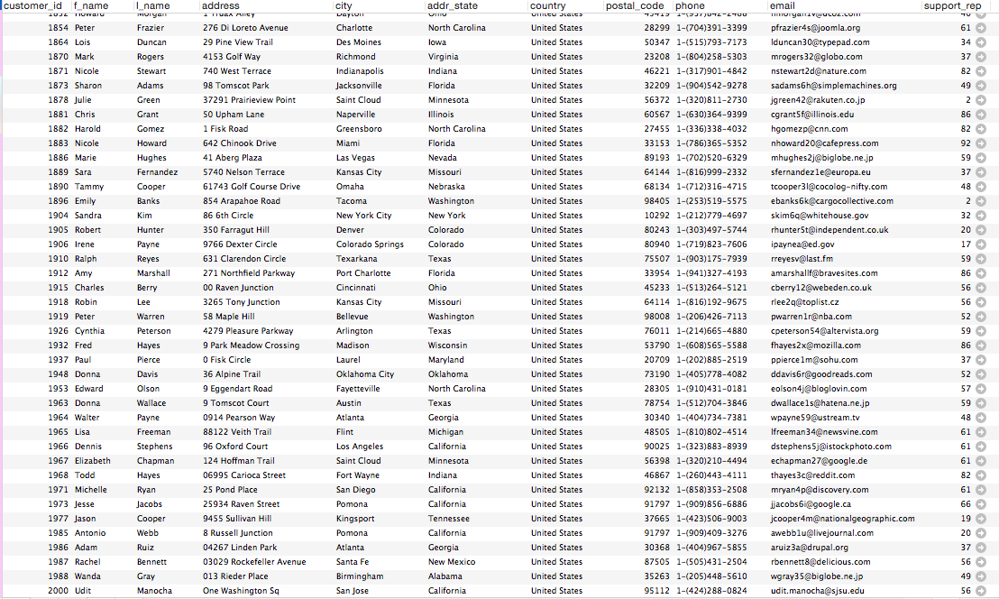 customer_id f_name l_name address city addr_state country postal_code phone email support_rep
1854 Peter Frazier 276 Di Loreto Avenue Charlotte North Carolina United States 28299 1-(704)391-3399 pfrazier4s@joomla.org 61
1864 Lois Duncan 29 Pine View Trail Des Moines Iowa United States 50347 1-(515)793-7173 lduncan30@typepad.com 34
1870 Mark Rogers 4153 Golf Way Richmond Virginia United States 23208 1-(804)258-5303 mrogers32@globo.com 37
1871 Nicole Stewart 740 West Terrace Indianapolis Indiana United States 46221 1-(317)901-4842 nstewart2d@nature.com 82
1873 Sharon Adams 98 Tomscot Park Jacksonville Florida United States 32209 1-(904)542-9278 sadams6h@simplemachines.org 49
1878 Julie Green 37291 Prairieview Point Saint Cloud Minnesota United States 56372 1-(320)811-2730 jgreen42@rakuten.co.jp 2
1881 Chris Grant 50 Upham Lane Naperville Illinois United States 60567 1-(630)364-9399 cgrant5f@illinois.edu 86
1882 Harold Gomez 1 Fisk Road Greensboro North Carolina United States 27455 1-(336)338-4032 hgomezp@cnn.com 82
1883 Nicole Howard 642 Chinook Drive Miami Florida United States 33153 1-(786)365-5352 nhoward20@cafepress.com 92
1886 Marie Hughes 41 Aberg Plaza Las Vegas Nevada United States 89193 1-(702)520-6329 mhughes2j@biglobe.ne.jp 59
1889 Sara Fernandez 5740 Nelson Terrace Kansas City Missouri United States 64144 1-(816)999-2332 sfernandez1e@europa.eu 37
1890 Tammy Cooper 61743 Golf Course Drive Omaha Nebraska United States 68134 1-(712)316-4715 tcooper3l@cocolog-nifty.com 48
1896 Emily Banks 854 Arapahoe Road Tacoma Washington United States 98405 1-(253)519-5575 ebanks6k@cargocollective.com 2
1904 Sandra Kim 86 6th Circle New York City New York United States 10292 1-(212)779-4697 skim6q@whitehouse.gov 32
1905 Robert Hunter 350 Farragut Hill Denver Colorado United States 80243 1-(303)497-5744 rhunter5t@independent.co.uk 20
1906 Irene Payne 9766 Dexter Circle Colorado Springs Colorado United States 80940 1-(719)823-7606 ipaynea@ed.gov 17
1910 Ralph Reyes 631 Clarendon Circle Texarkana Texas United States 75507 1-(903)175-7939 rreyesv@last.fm 59
1912 Amy Marshall 271 Northfield Parkway Port Charlotte Florida United States 33954 1-(941)327-4193 amarshallf@bravesites.com 86
1915 Charles Berry 00 Raven Junction Cincinnati Ohio United States 45233 1-(513)264-5121 cberry12@webeden.co.uk 56
1918 Robin Lee 3265 Tony Junction Kansas City Missouri United States 64114 1-(816)192-9675 rlee2q@toplist.cz 56
1919 Peter Warren 58 Maple Hill Bellevue Washington United States 98008 1-(206)426-7113 pwarren1r@nba.com 52
1926 Cynthia Peterson 4279 Pleasure Parkway Arlington Texas United States 76011 1-(214)665-4880 cpeterson54@altervista.org 59
1932 Fred Hayes 9 Park Meadow Crossing Madison Wisconsin United States 53790 1-(608)565-5588 fhayes2x@mozilla.com 86
1937 Paul Pierce 0 Fisk Circle Laurel Maryland United States 20709 1-(202)885-2519 ppierce1m@sohu.com 37
1948 Donna Davis 36 Alpine Trail Oklahoma City Oklahoma United States 73190 1-(405)778-4082 ddavis6r@goodreads.com 52
1953 Edward Olson 9 Eggendart Road Fayetteville North Carolina United States 28305 1-(910)431-0181 eolson4j@bloglovin.com 57
1963 Donna Wallace 9 Tomscot Court Austin Texas United States 78754 1-(512)704-3846 dwallace1s@hatena.ne.jp 59
1964 Walter Payne 0914 Pearson Way Atlanta Georgia United States 30340 1-(404)734-7381 wpayne59@ustream.tv 48
1965 Lisa Freeman 88122 Veith Trail Flint Michigan United States 48505 1-(810)802-4514 lfreeman34@newsvine.com 61
1966 Dennis Stephens 96 Oxford Court Los Angeles California United States 90025 1-(323)883-8939 dstephens5j@istockphoto.com 61
1967 Elizabeth Chapman 124 Hoffman Trail Saint Cloud Minnesota United States 56398 1-(320)210-4494 echapman27@google.de 61
1968 Todd Hayes 06995 Carioca Street Fort Wayne Indiana United States 46867 1-(260)443-4111 thayes3c@reddit.com 82
1971 Michelle Ryan 25 Pond Place San Diego California United States 92132 1-(858)353-2508 mryan4p@discovery.com 61
1973 Jesse Jacobs 25934 Raven Street Pomona California United States 91797 1-(909)856-6886 jjacobs6i@google.ca 66
1977 Jason Cooper 9455 Sullivan Hill Kingsport Tennessee United States 37665 1-(423)506-9003 jcooper4m@nationalgeographic.com 19
1985 Antonio Webb 8 Russell Junction Pomona California United States 91797 1-(909)409-3276 awebb1u@livejournal.com 20
1986 Adam Ruiz 04267 Linden Park Atlanta Georgia United States 30368 1-(404)967-5855 aruiz3a@drupal.org 37
1987 Rachel Bennett 03029 Rockefeller Avenue Santa Fe New Mexico United States 87505 1-(505)431-2504 rbennett8@delicious.com 56
1988 Wanda Gray 013 Rieder Place Birmingham Alabama United States 35263 1-(205)448-5610 wgray35@biglobe.ne.jp 49
2000 Udit Manocha One Washington Sq San Jose California United States 95112 1-(424)288-0824 udit.manocha@sjsu.edu 56